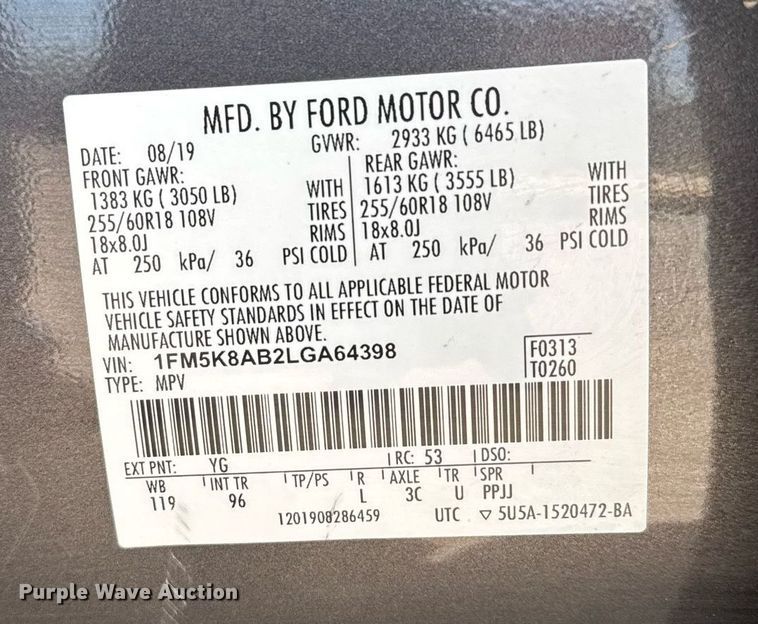 MFD. BY FORD MOTOR CO.
DATE: 08/19 GVWR: 2933 KG ( 6465 LB)
FRONT GAWR: REAR GAWR:
1383 KG ( 3050 LB) WITH 1613 KG ( 3555 LB) WITH
255/60R18 108V TIRES 255/60R18 108V TIRES
18x8.0J RIMS 18x8.0J RIMS
AT 250 kPa/ 36 PSI COLD AT 250 kPa/ 36 PSI COLD
THIS VEHICLE CONFORMS TO ALL APPLICABLE FEDERAL MOTOR
VEHICLE SAFETY STANDARDS IN EFFECT ON THE DATE OF
MANUFACTURE SHOWN ABOVE.
VIN: 1FM5K8AB2LGA64398 F0313
TYPE: MPV T0260
EXT PNT: YG RC: 53 DSO:
WB INT TR TP/PS R AXLE TR SPR
119 96 L 3C U PPJJ
1201908286459 UTC ▽ 5U5A-1520472-BA
Purple Wave Auction